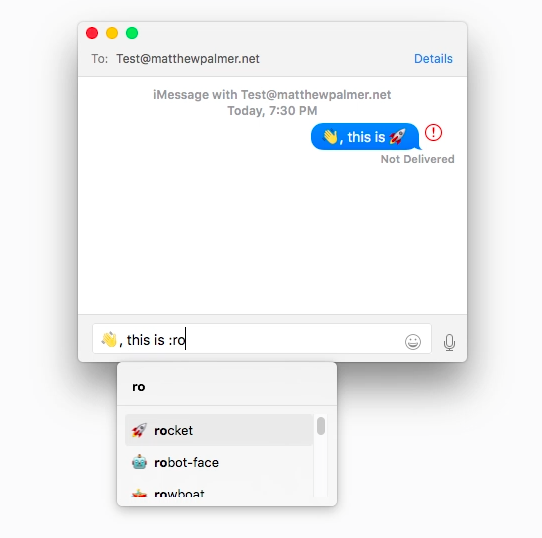 To: Test@matthewpalmer.net Details
iMessage with Test@matthewpalmer.net
Today, 7:30 PM
👋, this is 🚀
Not Delivered
👋, this is :ro
ro
🚀 rocket
🤖 robot-face
rowboat